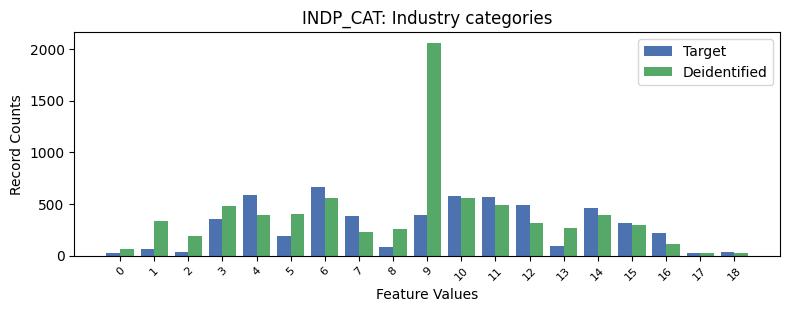 INDP_CAT: Industry categories
Target
Deidentified
Record Counts
2000
1500
1000
500
0
0 1 2 3 4 5 6 7 8 9 10 11 12 13 14 15 16 17 18
Feature Values